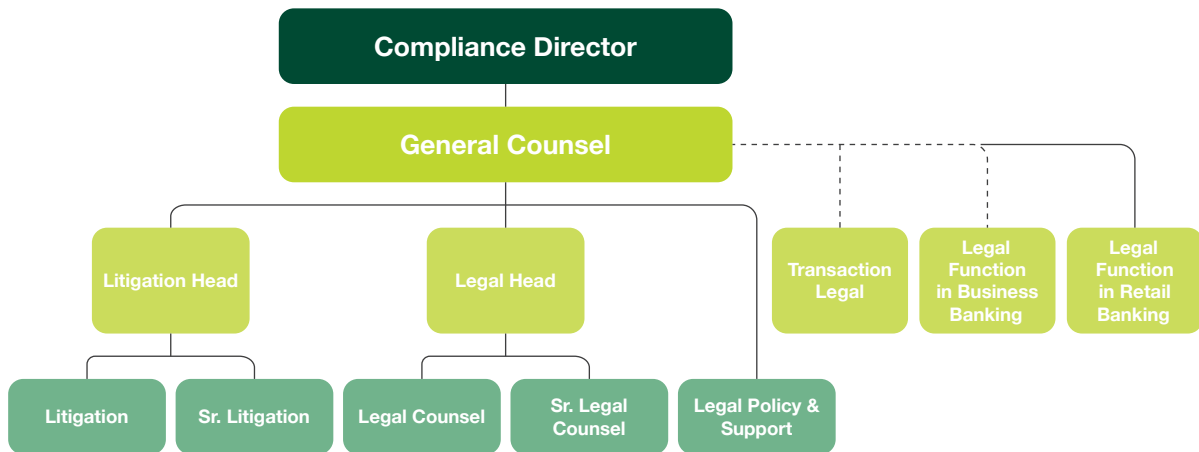 Compliance Director
General Counsel
Litigation Head
Legal Head
Transaction
Legal
Legal
Function
in Business
Banking
Legal
Function
in Retail
Banking
Litigation
Sr. Litigation
Legal Counsel
Sr. Legal
Counsel
Legal Policy &
Support